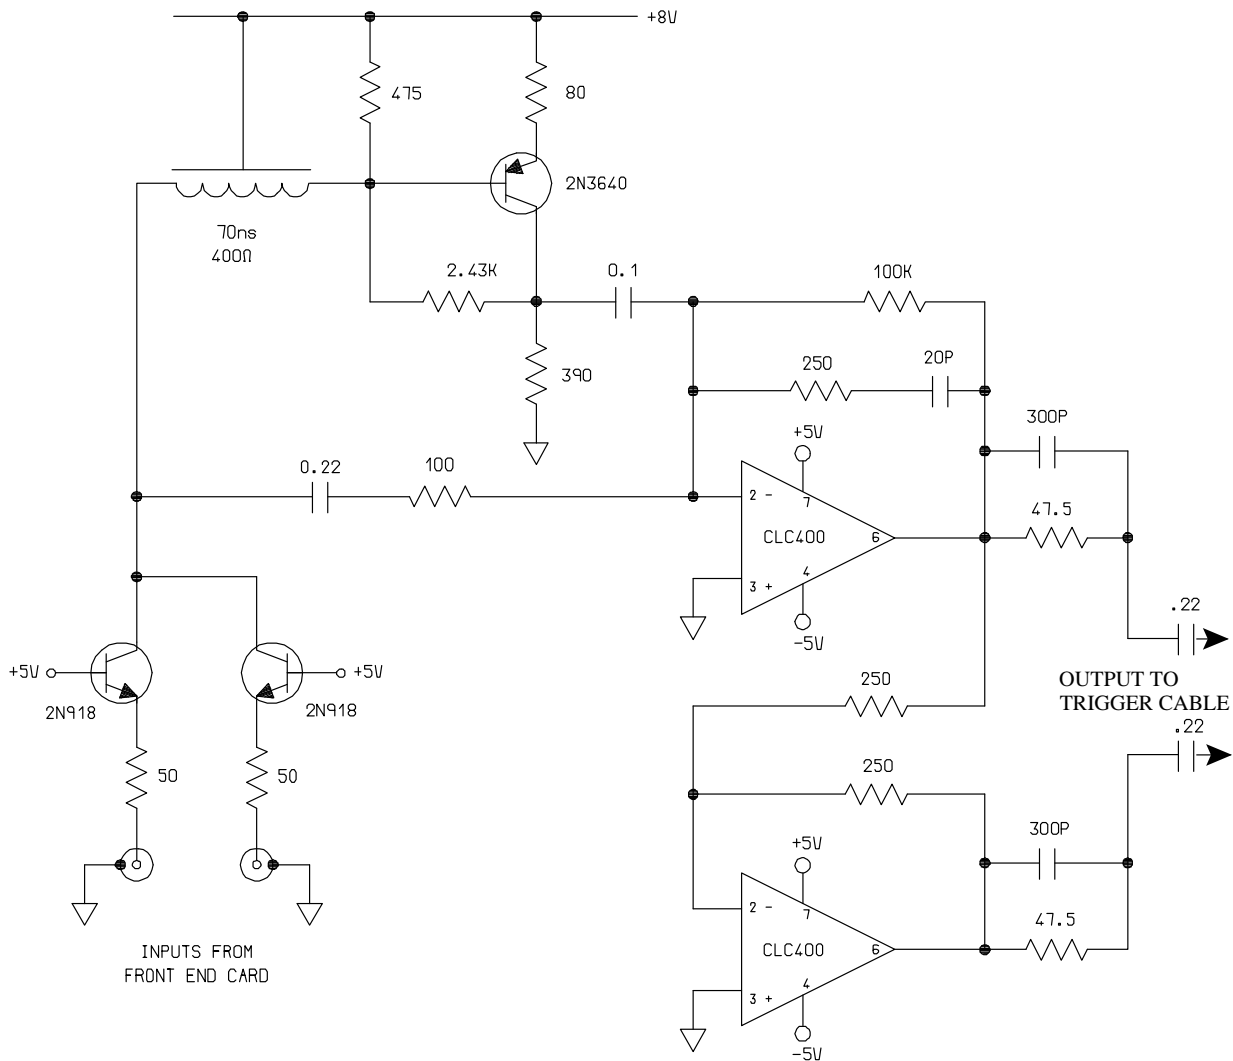 +8V
475
80
2N3640
70ns
400Ω
2.43K
0.1
100K
390
250
20P
300P
+5V
0.22
100
2 -
7
47.5
CLC400
6
4
3 +
-5V
.22
+5V
+5V
2N918
2N918
OUTPUT TO
TRIGGER CABLE
250
.22
50
50
250
300P
+5V
2 -
7
47.5
CLC400
6
INPUTS FROM
FRONT END CARD
4
3 +
-5V